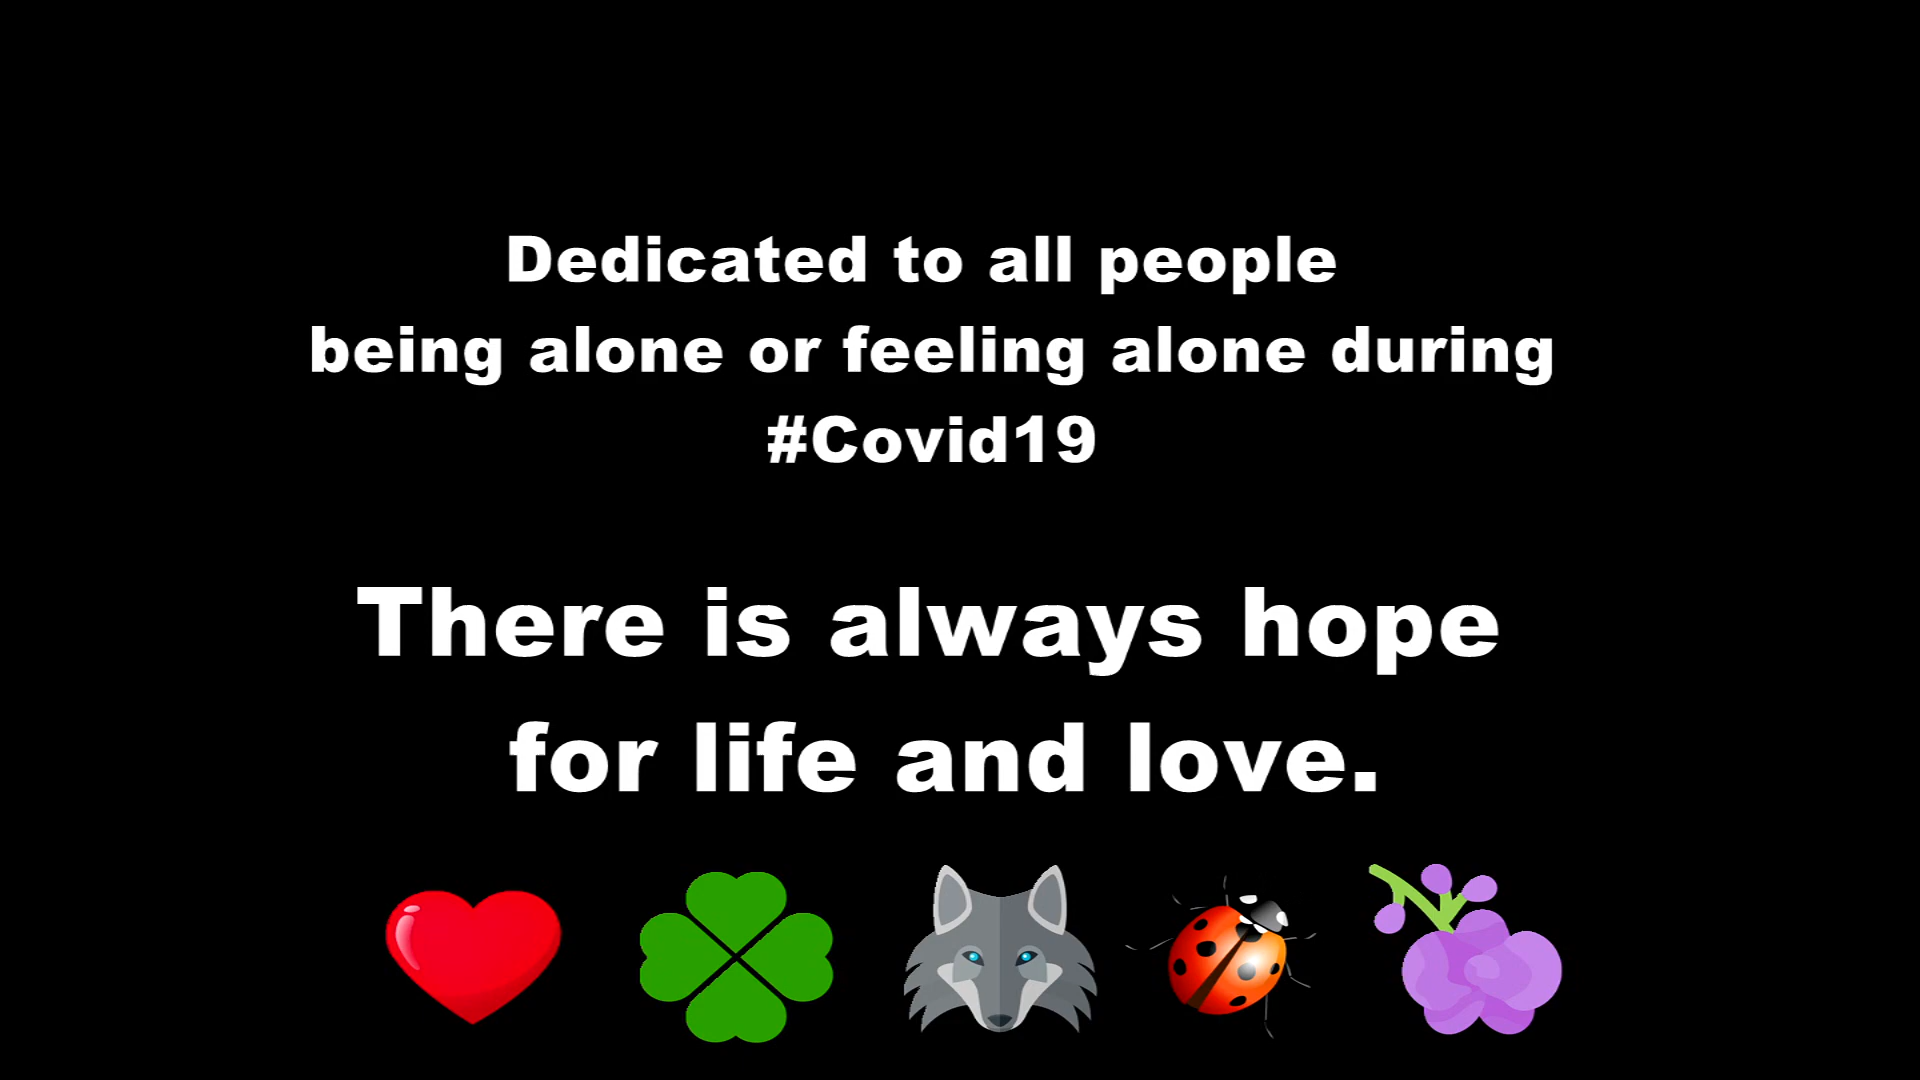 Dedicated to all people
being alone or feeling alone during
#Covid19
There is always hope
for life and love.